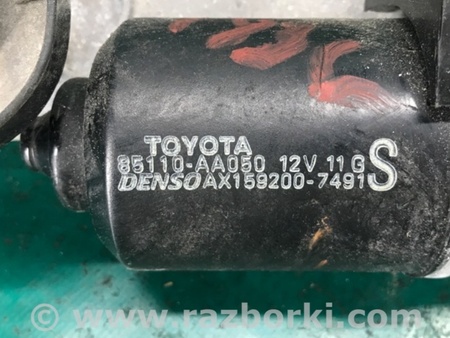 TOYOTA
85110-AA050 12V 11 G
DENSO AX159200-7491 S
© www.razborki.com